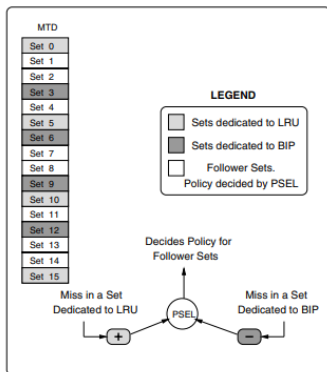 MTD
Set 0
Set 1
Set 2
Set 3
Set 4
Set 5
Set 6
Set 7
Set 8
Set 9
Set 10
Set 11
Set 12
Set 13
Set 14
Set 15
LEGEND
Sets dedicated to LRU
Sets dedicated to BIP
Follower Sets.
Policy decided by PSEL
Decides Policy for
Follower Sets
Miss in a Set
Dedicated to LRU
Miss in a Set
Dedicated to BIP
PSEL
+
−